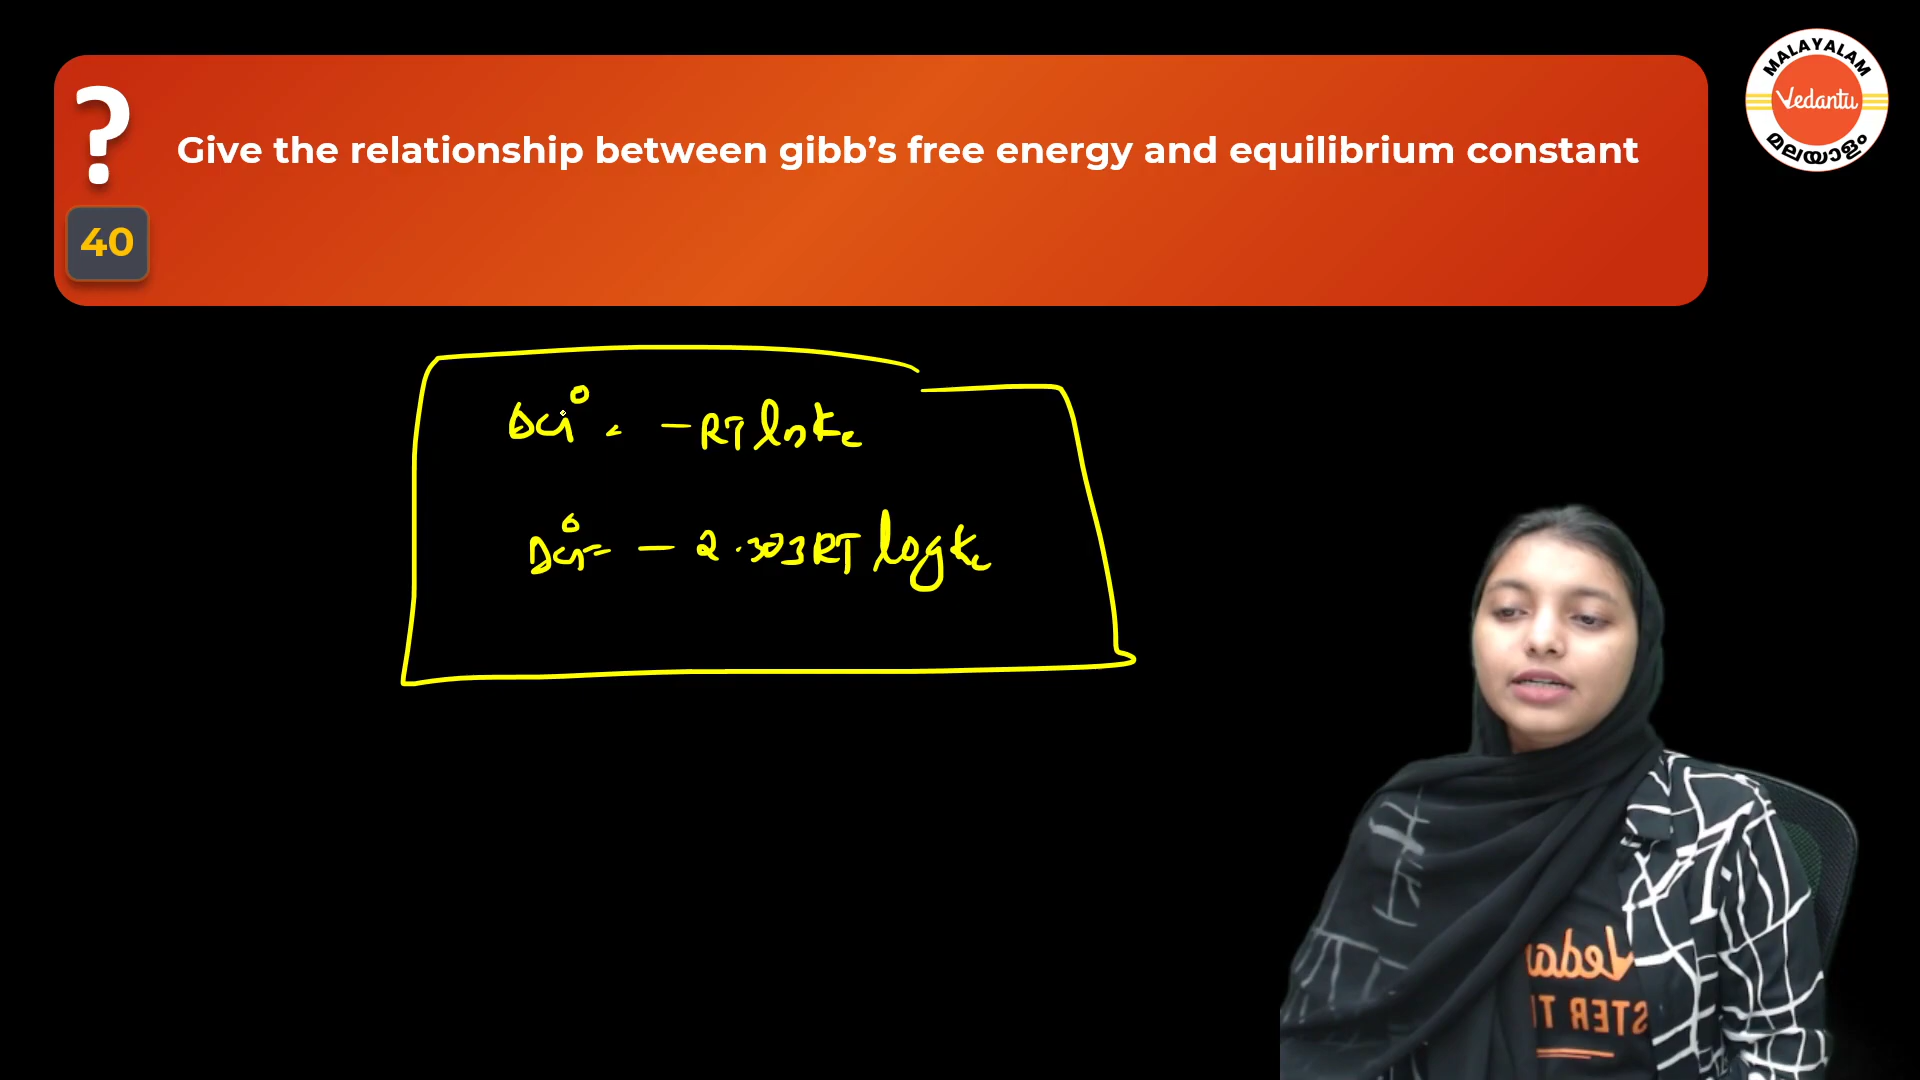 ?
Give the relationship between gibb’s free energy and equilibrium constant
40
MALAYALAM
Vedantu
മലയാളം
ΔG° = -RT ln Kc
ΔG° = - 2.303RT log Kc